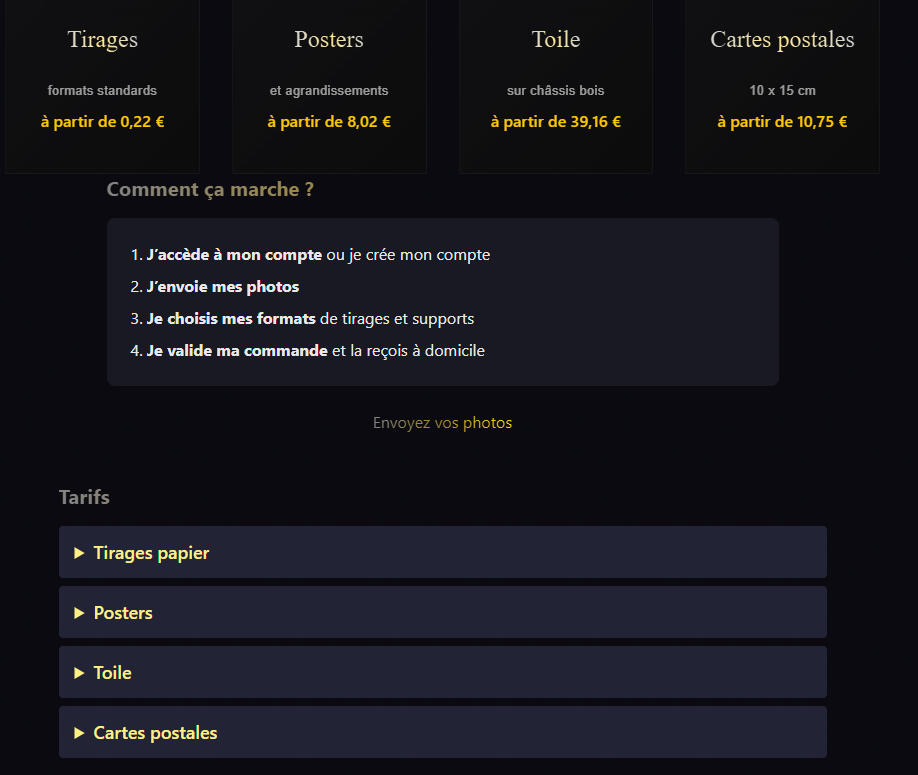 Tirages
formats standards
à partir de 0,22 €
Posters
et agrandissements
à partir de 8,02 €
Toile
sur châssis bois
à partir de 39,16 €
Cartes postales
10 x 15 cm
à partir de 10,75 €
Comment ça marche ?
1. J’accède à mon compte ou je crée mon compte
2. J’envoie mes photos
3. Je choisis mes formats de tirages et supports
4. Je valide ma commande et la reçois à domicile
Envoyez vos photos
Tarifs
Tirages papier
Posters
Toile
Cartes postales